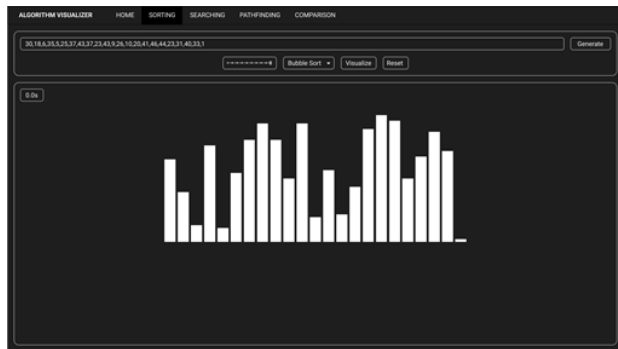 ALGORITHM VISUALIZER HOME SORTING SEARCHING PATHFINDING COMPARISON
30,18,6,35,5,25,37,43,37,23,43,9,26,10,20,41,46,44,23,31,40,33,1 Generate
Bubble Sort Visualize Reset
0.0s